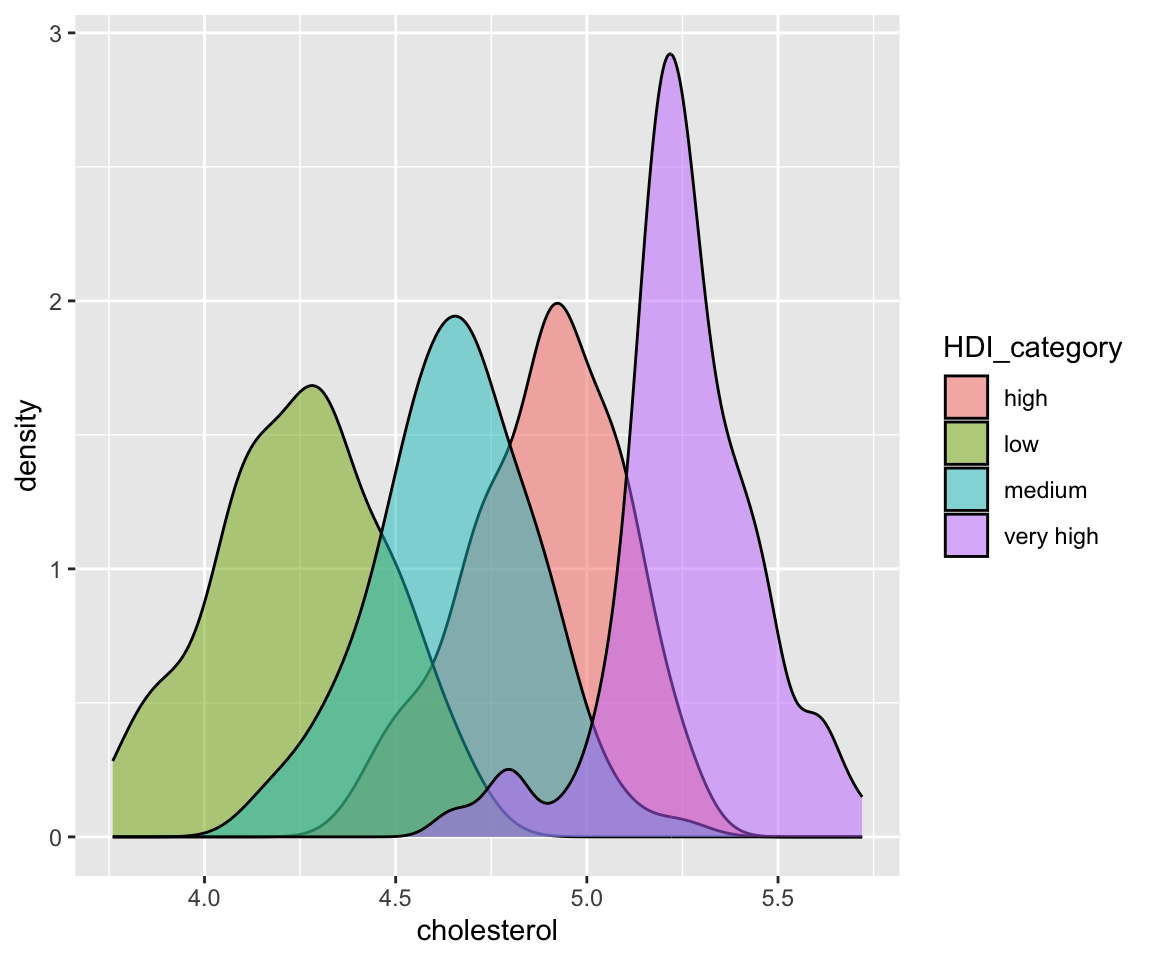 3
2
1
0
density
4.0 4.5 5.0 5.5
cholesterol
HDI_category
high
low
medium
very high